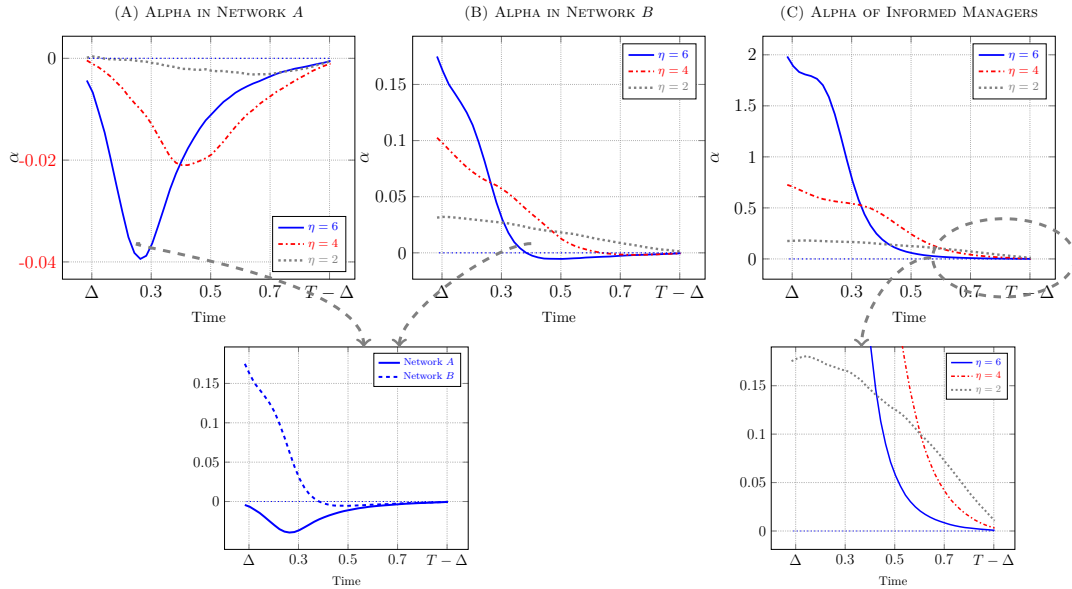 (A) Alpha in Network A
0
-0.02
-0.04
α
η = 6
η = 4
η = 2
Δ
0.3
0.5
0.7
T − Δ
Time
(B) Alpha in Network B
0.15
0.1
0.05
0
α
η = 6
η = 4
η = 2
Δ
0.3
0.5
0.7
T − Δ
Time
(C) Alpha of Informed Managers
2
1.5
1
0.5
0
α
η = 6
η = 4
η = 2
Δ
0.3
0.5
0.7
T − Δ
Time
0.15
0.1
0.05
0
Network A
Network B
Δ
0.3
0.5
0.7
T − Δ
Time
0.15
0.1
0.05
0
η = 6
η = 4
η = 2
Δ
0.3
0.5
0.7
T − Δ
Time